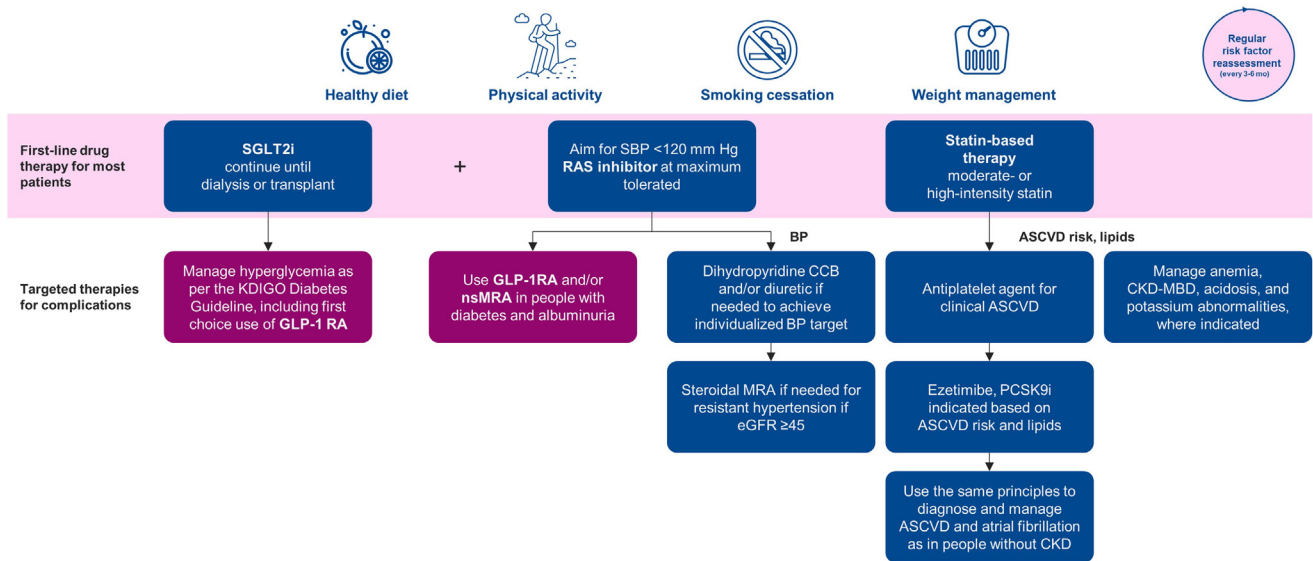 Healthy diet
Physical activity
Smoking cessation
Weight management
Regular
risk factor
reassessment
(every 3-6 mo)
First-line drug
therapy for most
patients
SGLT2i
continue until
dialysis or transplant
+
Aim for SBP <120 mm Hg
RAS inhibitor at maximum
tolerated
Statin-based
therapy
moderate- or
high-intensity statin
BP
ASCVD risk, lipids
Targeted therapies
for complications
Manage hyperglycemia as
per the KDIGO Diabetes
Guideline, including first
choice use of GLP-1 RA
Use GLP-1RA and/or
nsMRA in people with
diabetes and albuminuria
Dihydropyridine CCB
and/or diuretic if
needed to achieve
individualized BP target
Antiplatelet agent for
clinical ASCVD
Manage anemia,
CKD-MBD, acidosis, and
potassium abnormalities,
where indicated
Steroidal MRA if needed for
resistant hypertension if
eGFR ≥45
Ezetimibe, PCSK9i
indicated based on
ASCVD risk and lipids
Use the same principles to
diagnose and manage
ASCVD and atrial fibrillation
as in people without CKD